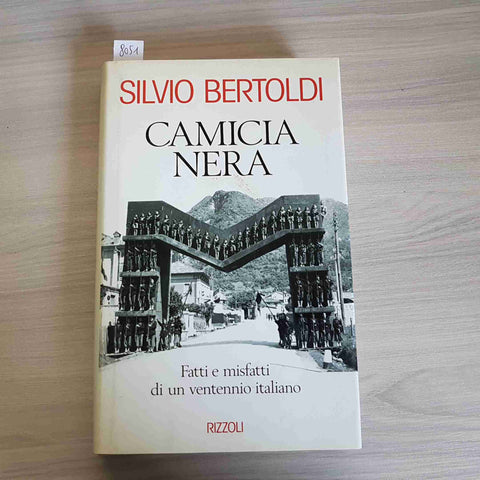 8051
SILVIO BERTOLDI
CAMICIA
NERA
Fatti e misfatti
di un ventennio italiano
RIZZOLI